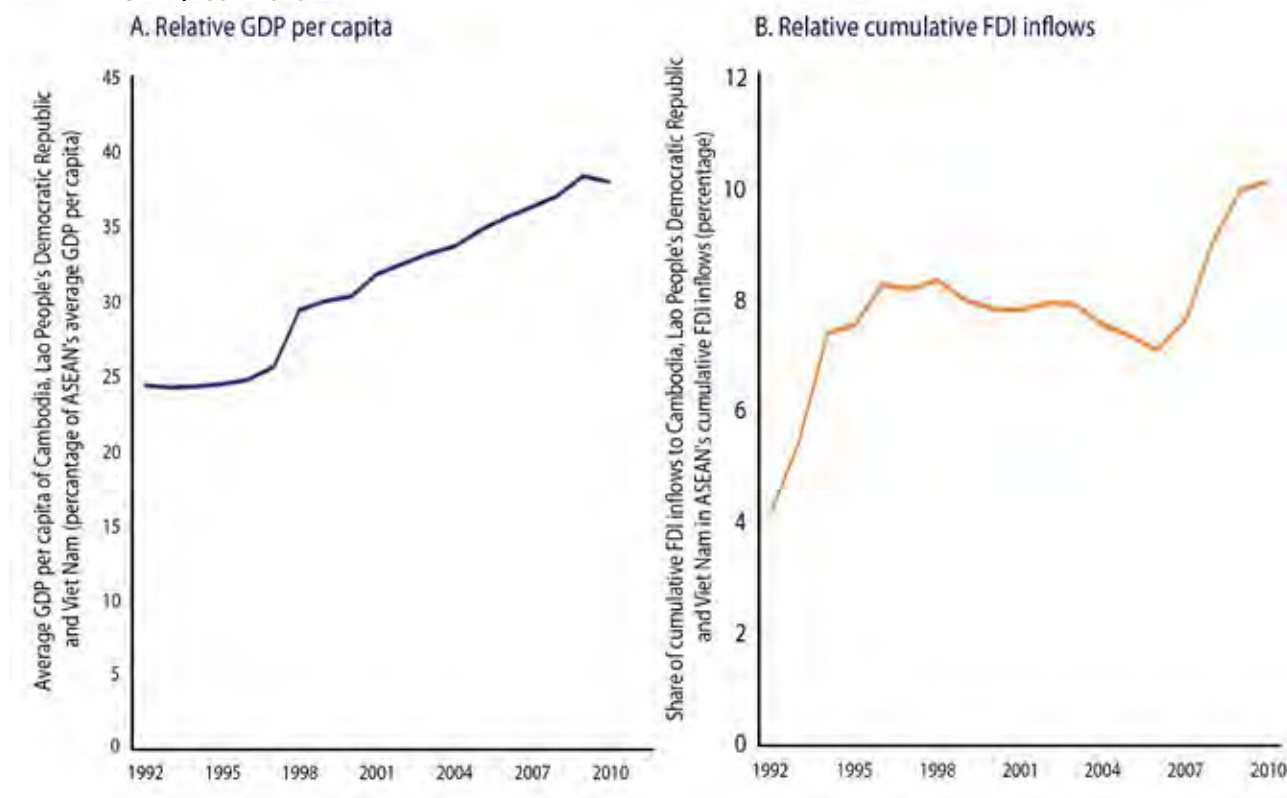 A. Relative GDP per capita
Average GDP per capita of Cambodia, Lao People's Democratic Republic
and Viet Nam (percentage of ASEAN's average GDP per capita)
45
40
35
30
25
20
15
10
5
0
1992 1995 1998 2001 2004 2007 2010
B. Relative cumulative FDI inflows
Share of cumulative FDI inflows to Cambodia, Lao People's Democratic Republic
and Viet Nam in ASEAN's cumulative FDI inflows (percentage)
12
10
8
6
4
2
0
1992 1995 1998 2001 2004 2007 2010